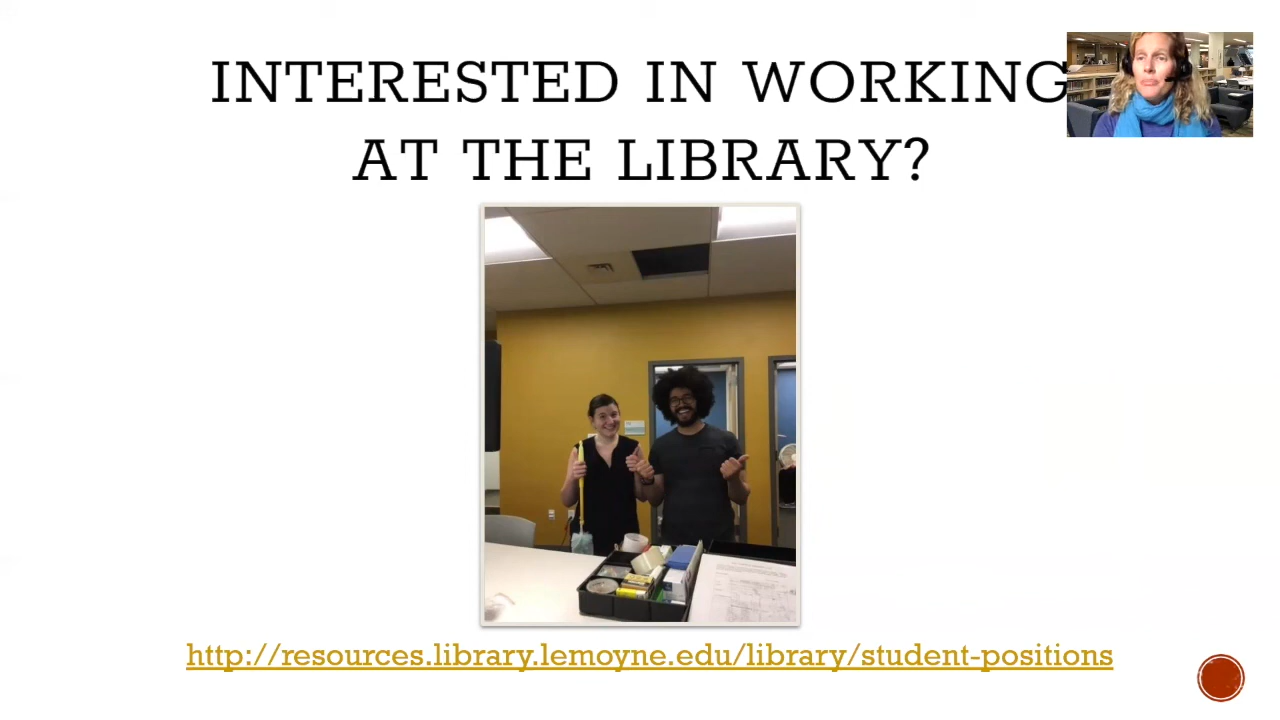 INTERESTED IN WORKING
AT THE LIBRARY?
http://resources.library.lemoyne.edu/library/student-positions